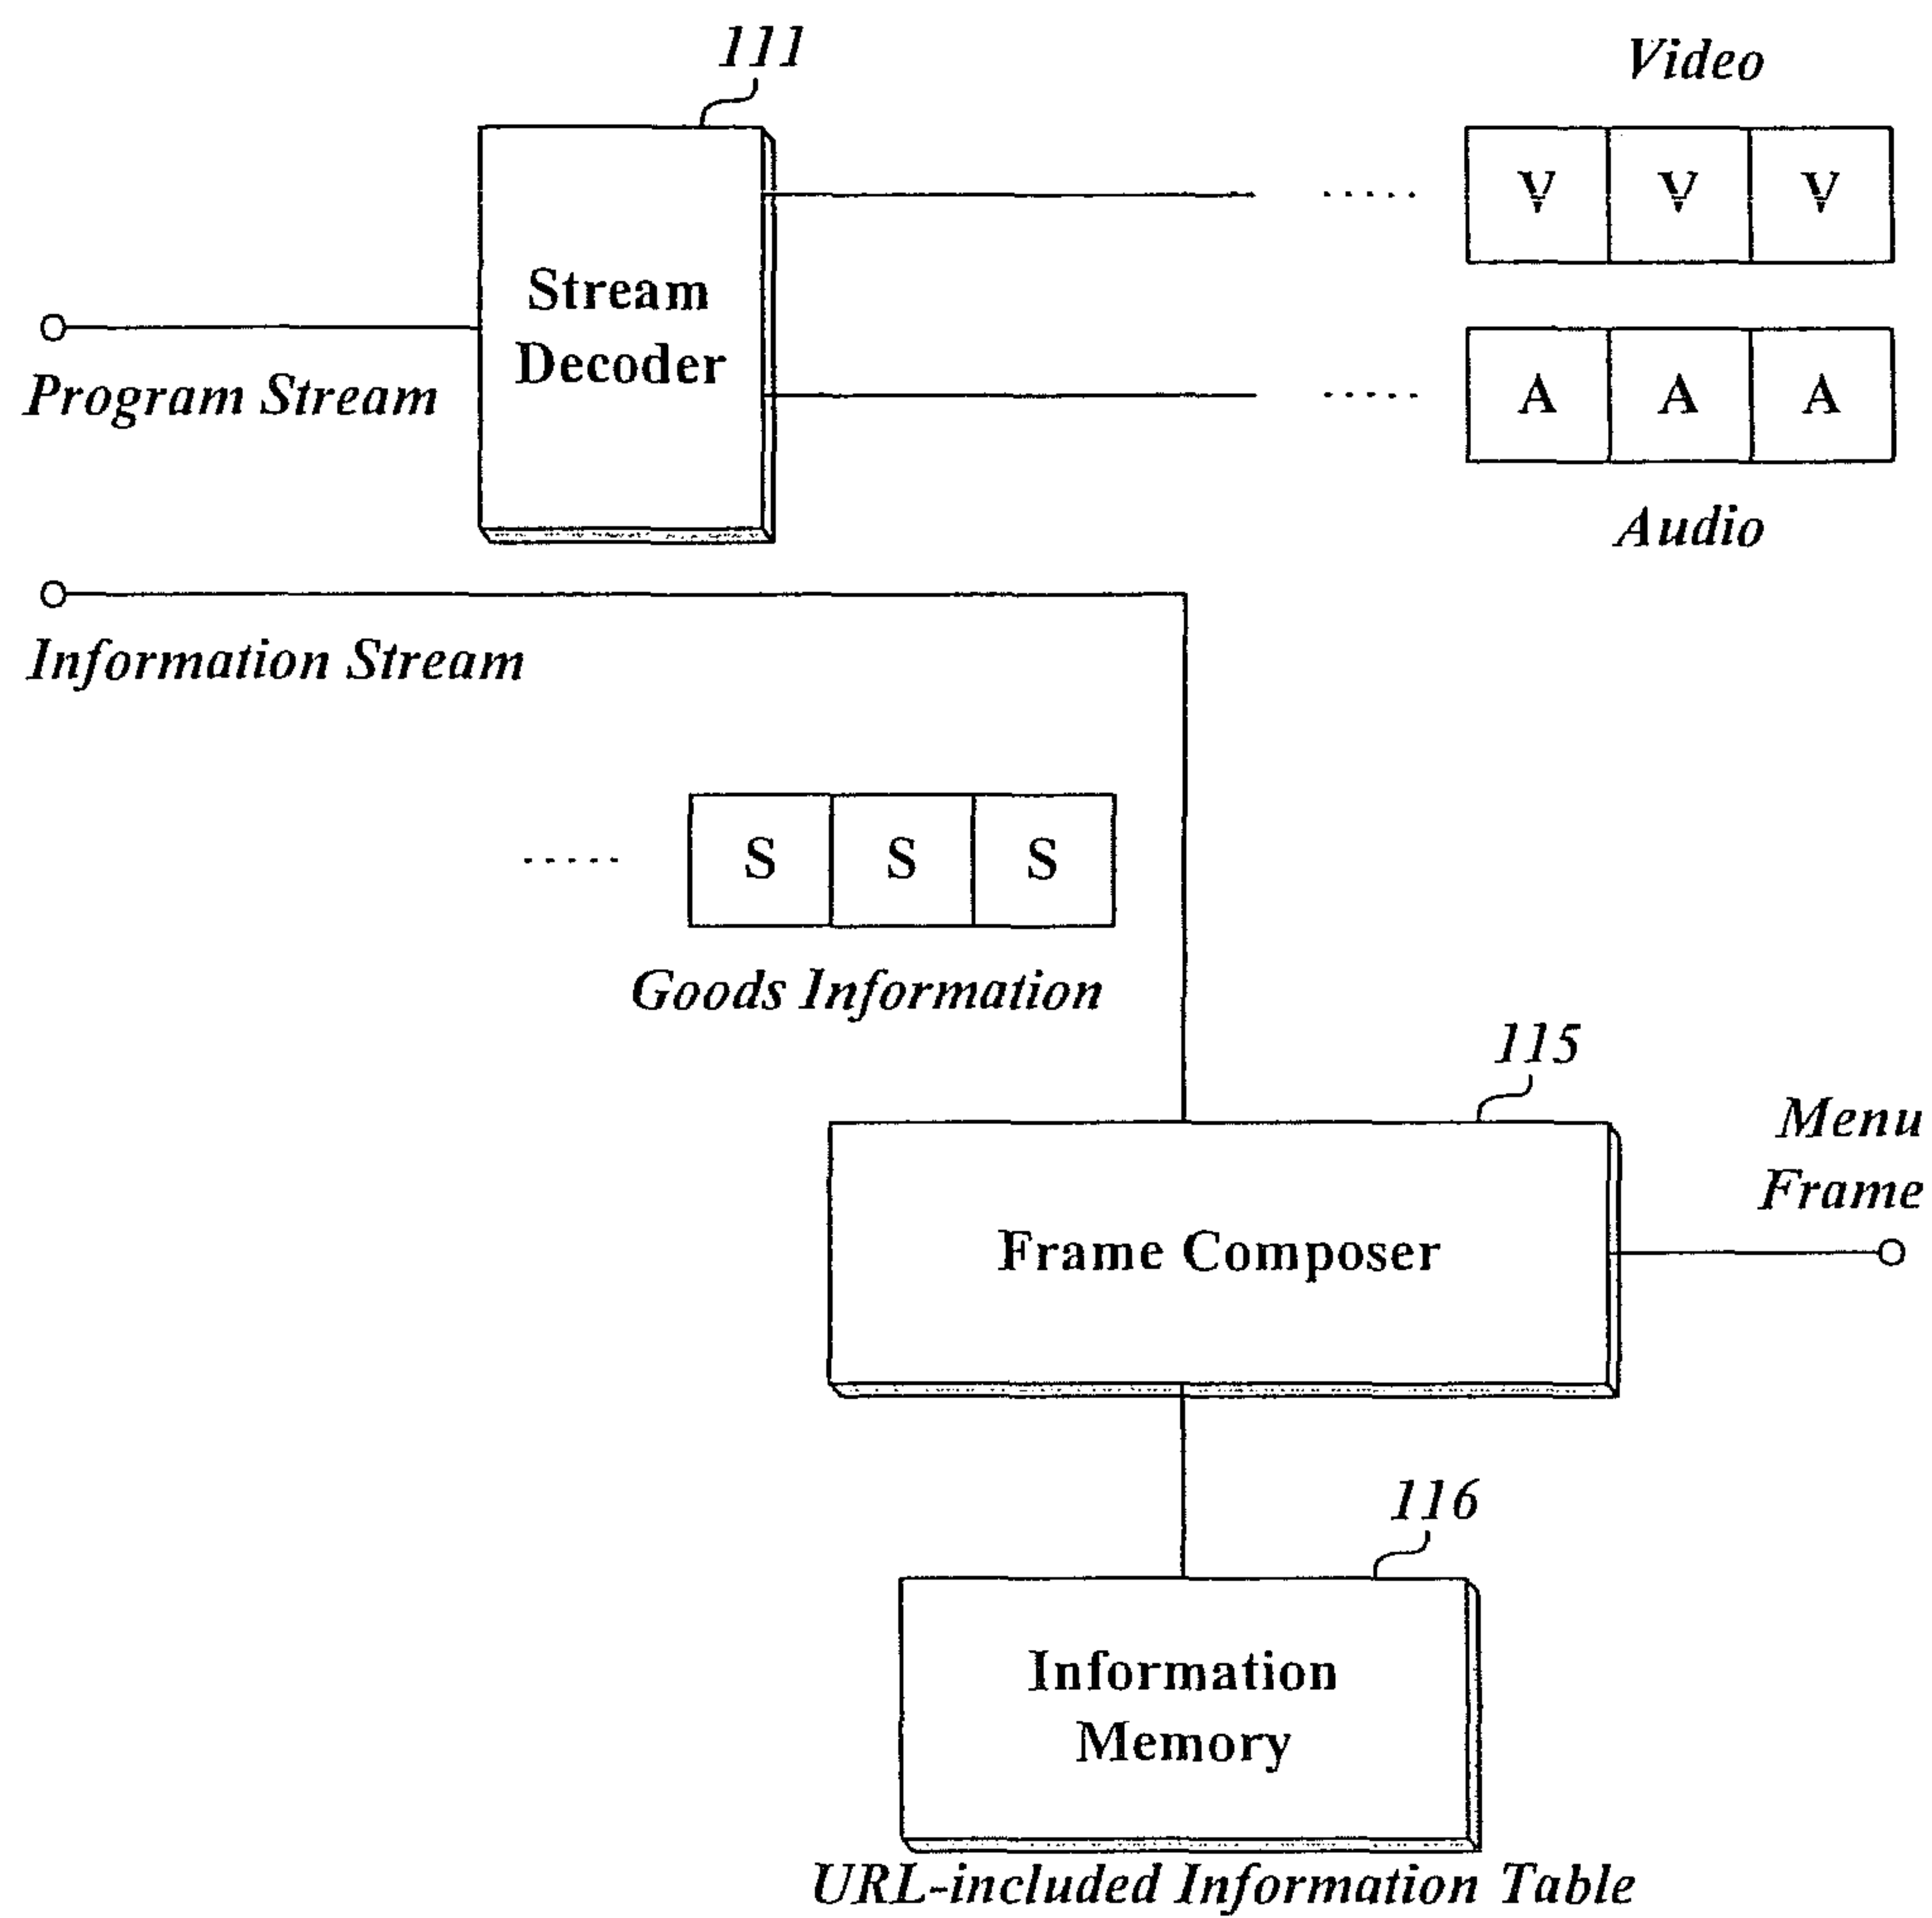 111
Video
V V V
Stream
Decoder
Program Stream
A A A
Audio
Information Stream
S S S
Goods Information
115
Menu
Frame
Frame Composer
116
Information
Memory
URL-included Information Table